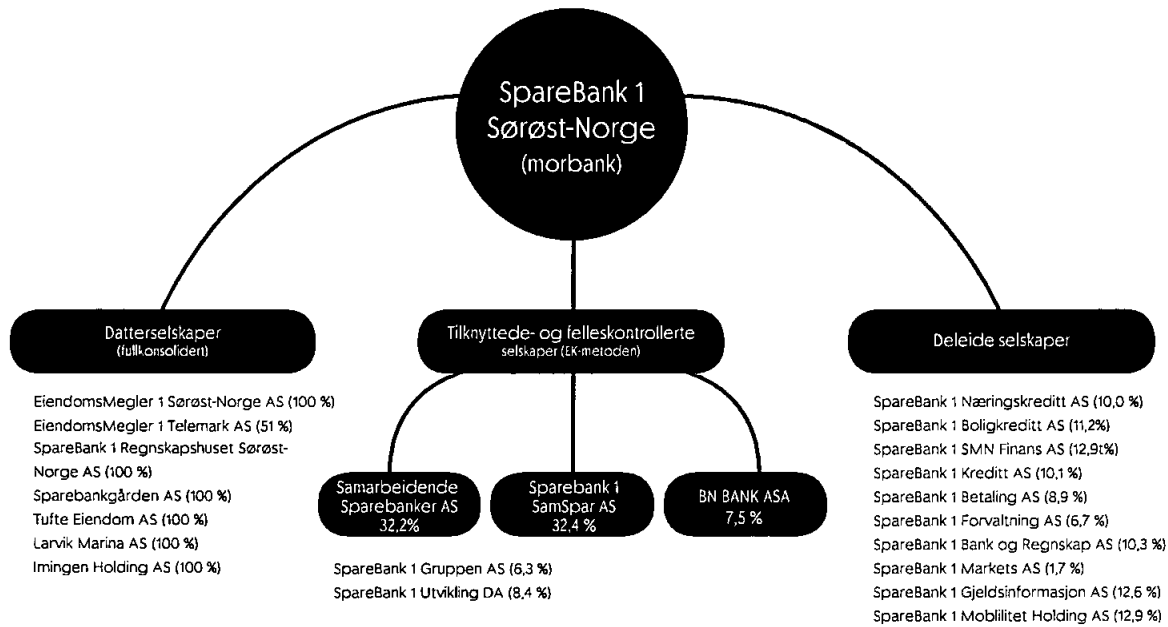 SpareBank 1
Sørøst-Norge
(morbank)
Datterselskaper
(fullkonsolidert)
EiendomsMegler 1 Sørøst-Norge AS (100 %)
EiendomsMegler 1 Telemark AS (51 %)
SpareBank 1 Regnskapshuset Sørøst-
Norge AS (100 %)
Sparebankgården AS (100 %)
Tufte Eiendom AS (100 %)
Larvik Marina AS (100 %)
Imingen Holding AS (100 %)
Tilknyttede- og felleskontrollerte
selskaper (EK-metoden)
Samarbeidende
Sparebanker AS
32,2%
Sparebank 1
SamSpar AS
32,4 %
BN BANK ASA
7,5 %
SpareBank 1 Gruppen AS (6,3 %)
SpareBank 1 Utvikling DA (8,4 %)
Deleide selskaper
SpareBank 1 Næringskreditt AS (10,0 %)
SpareBank 1 Boligkreditt AS (11,2%)
SpareBank 1 SMN Finans AS (12,9t%)
SpareBank 1 Kreditt AS (10,1 %)
SpareBank 1 Betaling AS (8,9 %)
SpareBank 1 Forvaltning AS (6,7 %)
SpareBank 1 Bank og Regnskap AS (10,3 %)
SpareBank 1 Markets AS (1,7 %)
SpareBank 1 Gjeldsinformasjon AS (12,6 %)
SpareBank 1 Moblilitet Holding AS (12,9 %)